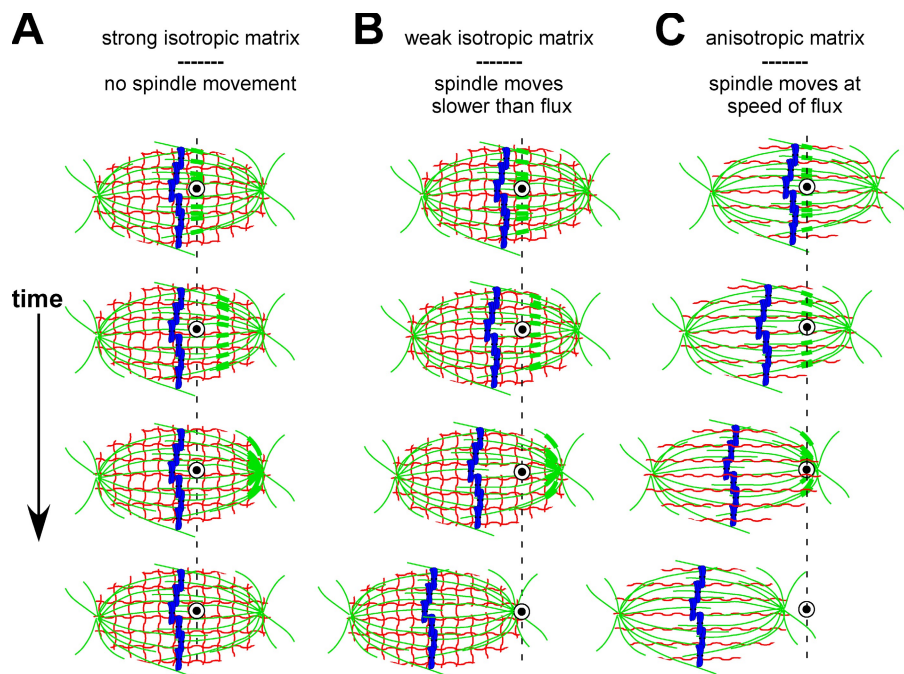 A
strong isotropic matrix
-------
no spindle movement
B
weak isotropic matrix
-------
spindle moves
slower than flux
C
anisotropic matrix
-------
spindle moves at
speed of flux
time